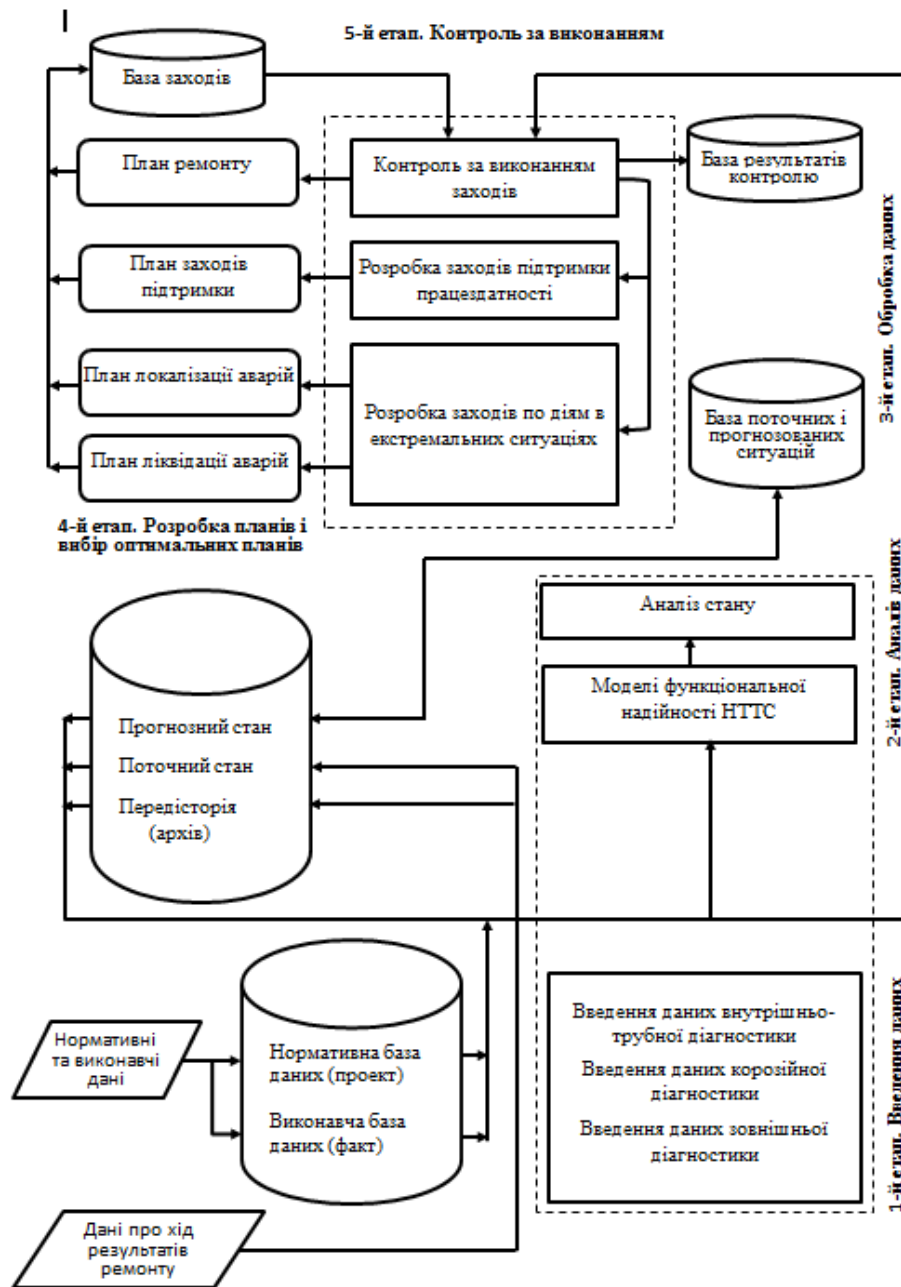 5-й етап. Контроль за виконанням
База заходів
План ремонту
Контроль за виконанням
заходів
База результатів
контролю
План заходів
підтримки
Розробка заходів підтримки
працездатності
3-й етап. Обробка даних
План локалізації аварій
План ліквідації аварій
Розробка заходів по діям в
екстремальних ситуаціях
База поточних і
прогнозованих
ситуацій
4-й етап. Розробка планів і
вибір оптимальних планів
Аналіз стану
Моделі функціональної
надійності НТТС
2-й етап. Аналів даних
Прогнозний стан
Поточний стан
Передісторія
(архів)
Нормативні
та виконавчі
дані
Нормативна база
даних (проект)
Виконавча база
даних (факт)
Введення даних внутрішньо-
трубної діагностики
Введення даних корозійної
діагностики
Введення даних зовнішньої
діагностики
1-й етап. Введення даних
Дані про хід
результатів
ремонту